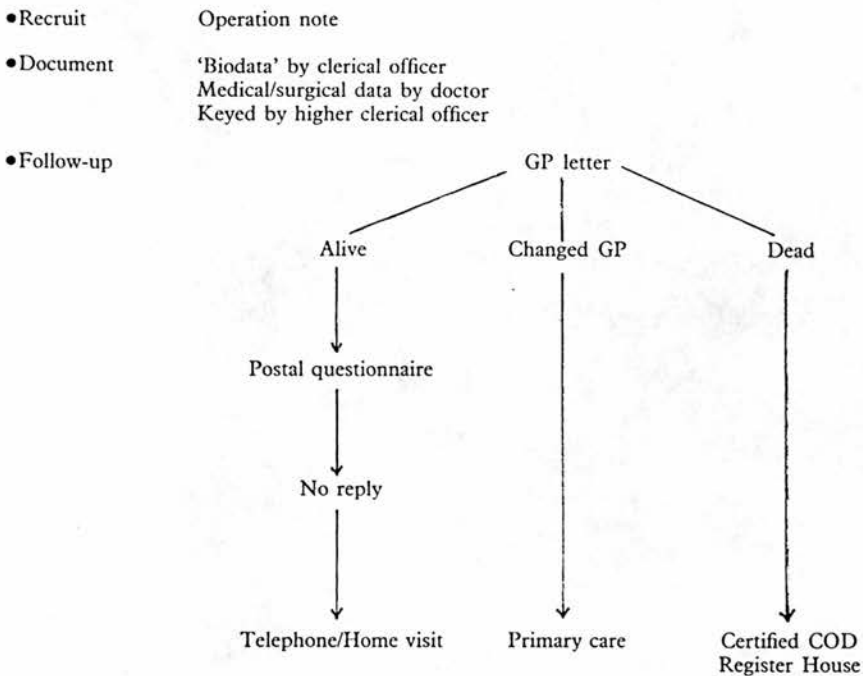 •Recruit Operation note
•Document ‘Biodata’ by clerical officer
Medical/surgical data by doctor
Keyed by higher clerical officer
•Follow-up GP letter
Alive Changed GP Dead
Postal questionnaire
No reply
Telephone/Home visit Primary care Certified COD
Register House